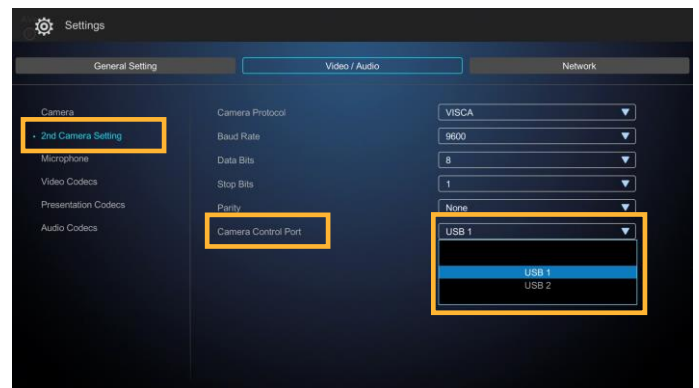 Settings
General Setting
Video / Audio
Network
Camera
Camera Protocol
VISCA
2nd Camera Setting
Baud Rate
9600
Microphone
Data Bits
8
Video Codecs
Stop Bits
1
Presentation Codecs
Parity
None
Audio Codecs
Camera Control Port
USB 1
USB 1
USB 2